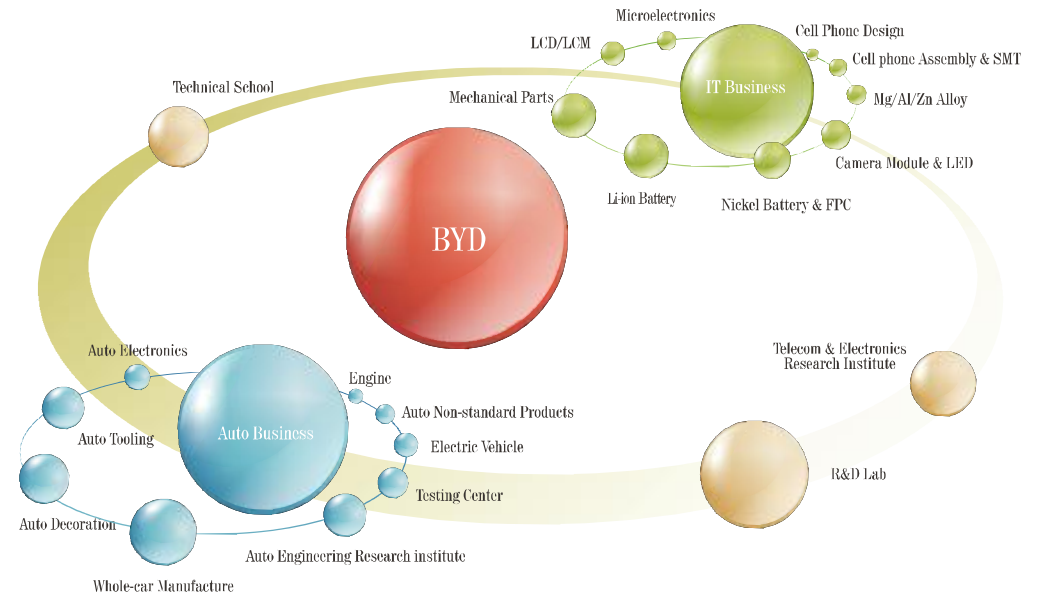 Microelectronics
Cell Phone Design
LCD/LCM
Cell phone Assembly & SMT
Technical School
IT Business
Mechanical Parts
Mg/Al/Zn Alloy
Camera Module & LED
Li-ion Battery
Nickel Battery & FPC
BYD
Telecom & Electronics
Research Institute
Auto Electronics
Engine
Auto Non-standard Products
Auto Business
Auto Tooling
Electric Vehicle
R&D Lab
Testing Center
Auto Decoration
Auto Engineering Research institute
Whole-car Manufacture